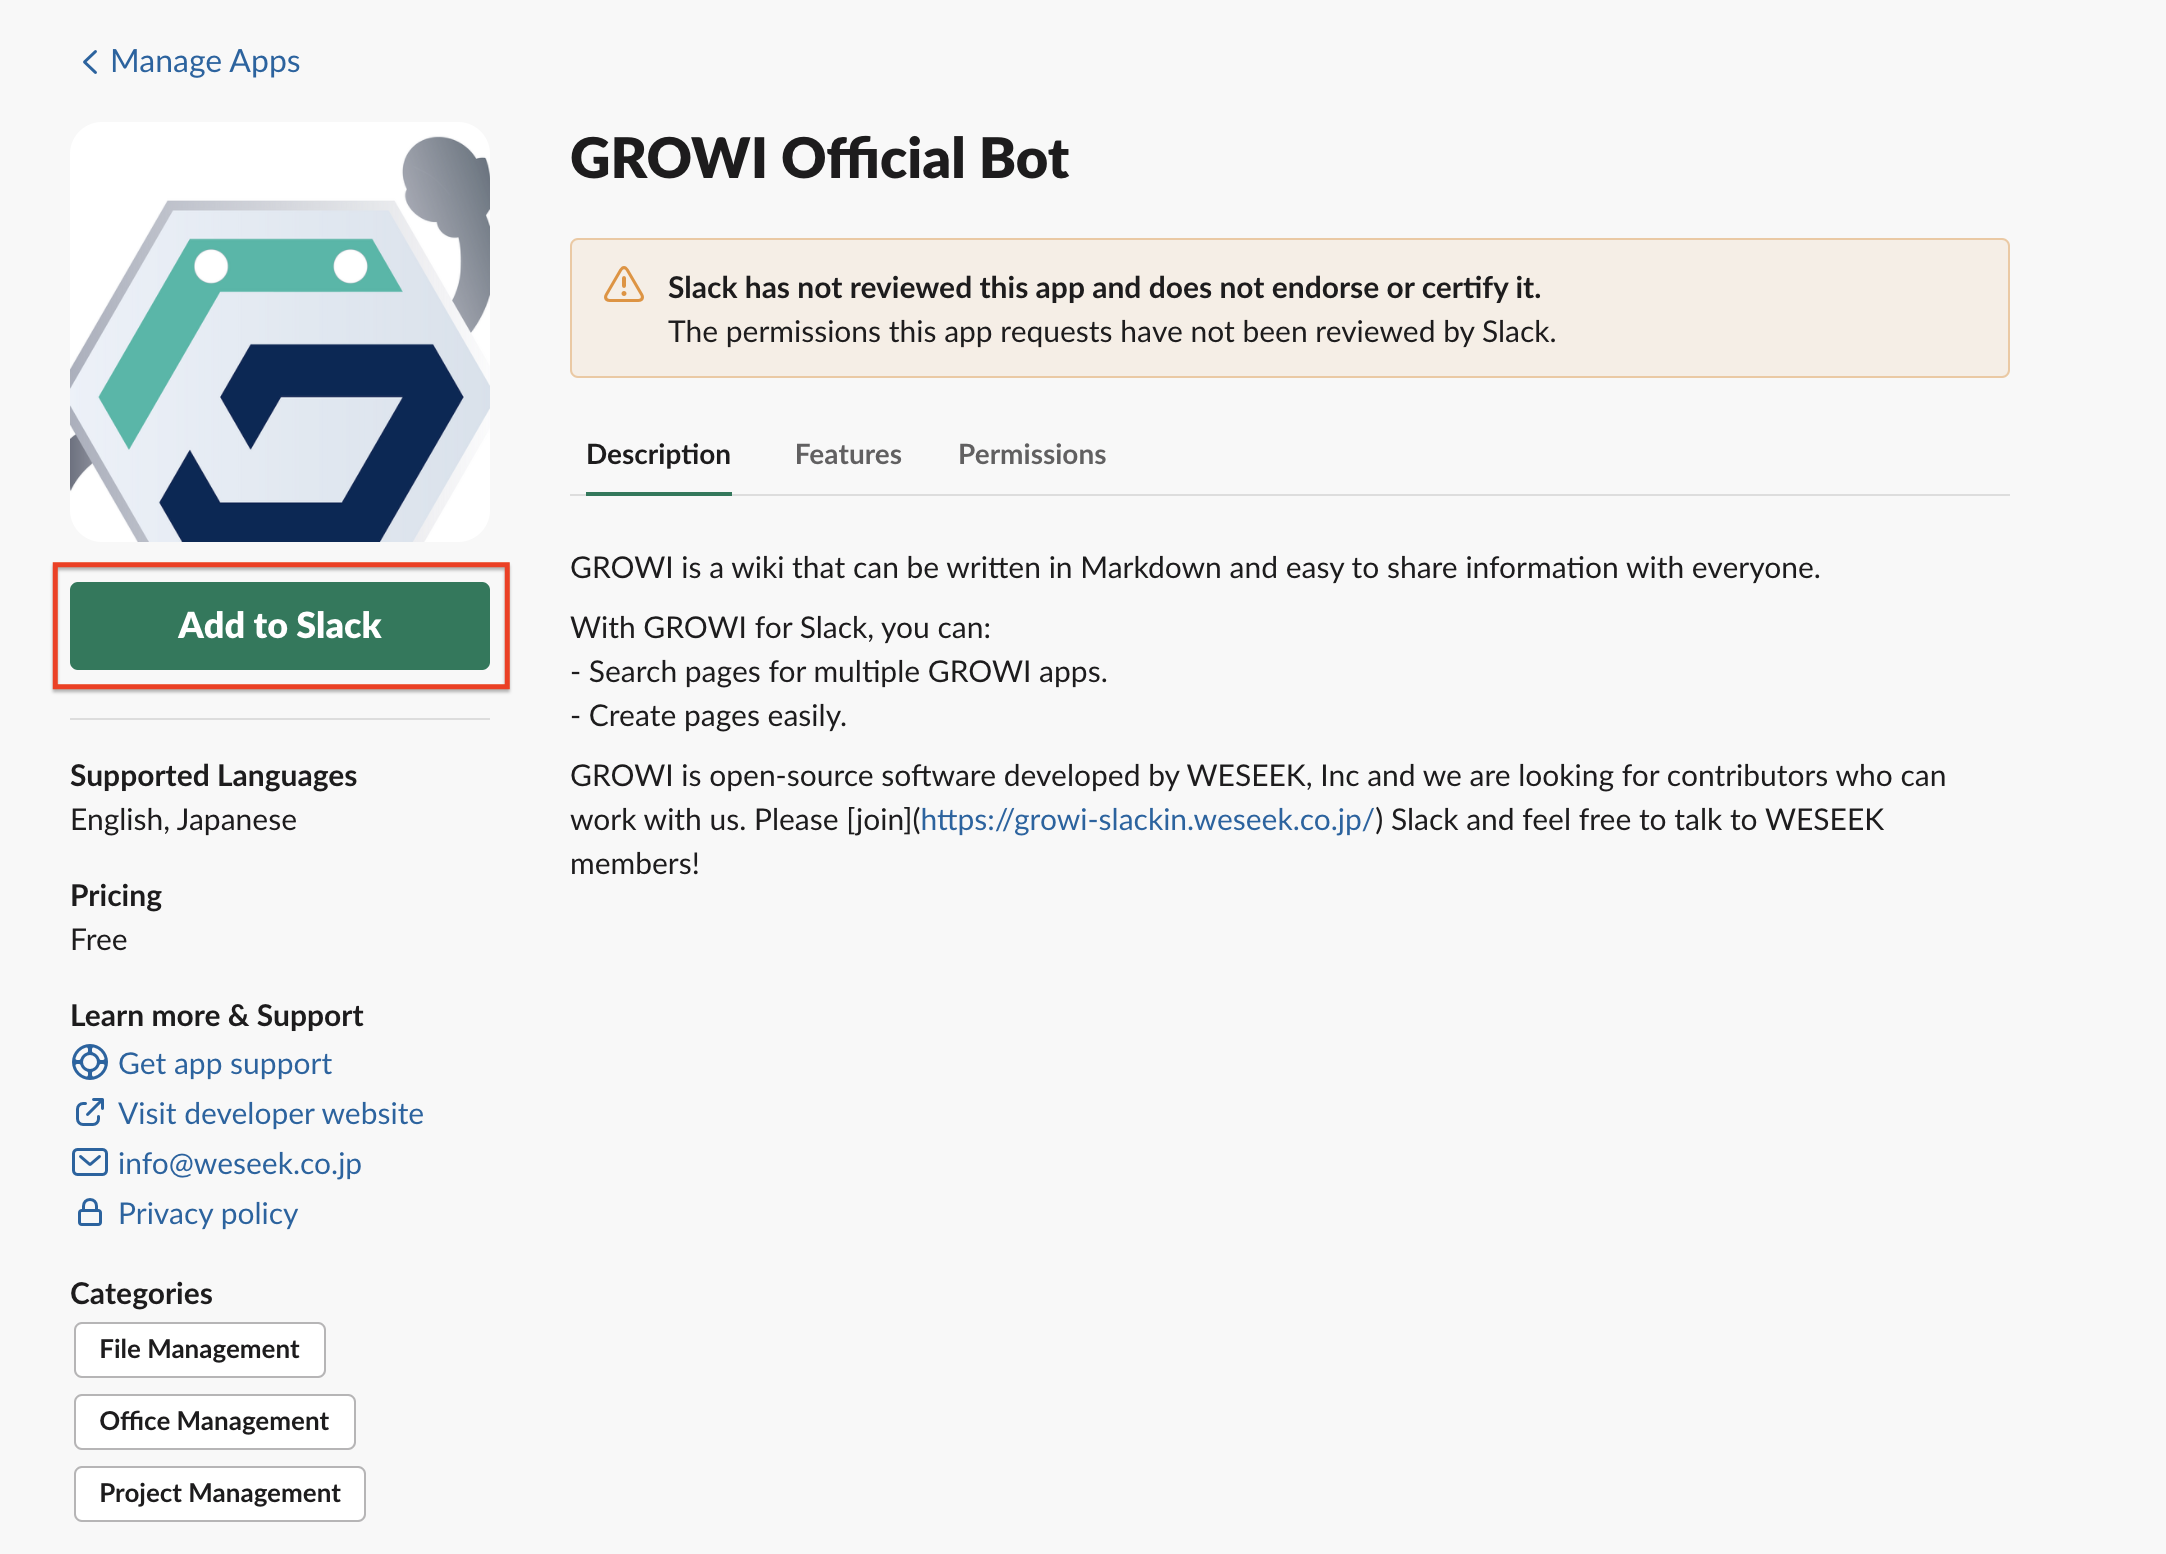 Manage Apps
GROWI Official Bot
Slack has not reviewed this app and does not endorse or certify it.
The permissions this app requests have not been reviewed by Slack.
Description Features Permissions
GROWI is a wiki that can be written in Markdown and easy to share information with everyone.
With GROWI for Slack, you can:
- Search pages for multiple GROWI apps.
- Create pages easily.
GROWI is open-source software developed by WESEEK, Inc and we are looking for contributors who can
work with us. Please [join](https://growi-slackin.weseek.co.jp/) Slack and feel free to talk to WESEEK
members!
Add to Slack
Supported Languages
English, Japanese
Pricing
Free
Learn more & Support
Get app support
Visit developer website
info@weseek.co.jp
Privacy policy
Categories
File Management
Office Management
Project Management